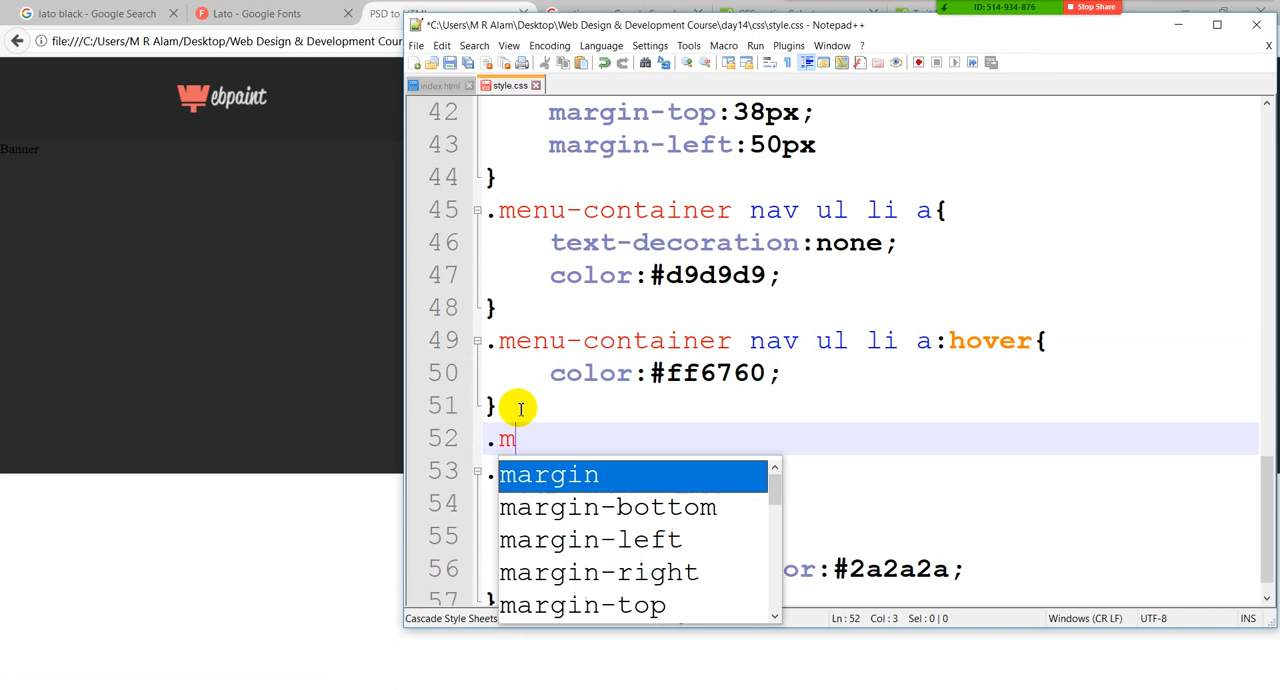 lato black - Google Search
Lato - Google Fonts
PSD to
ID: 514-934-876
Stop Share
file:///C:/Users/M R Alam/Desktop/Web Design & Development Cour
*C:\Users\M R Alam\Desktop\Web Design & Development Course\day14\css\style.css - Notepad++
File Edit Search View Encoding Language Settings Tools Macro Run Plugins Window ?
X
index.html
style.css
ebpaint
Banner
42 margin-top:38px;
43 margin-left:50px
44 }
45 .menu-container nav ul li a{
46 text-decoration:none;
47 color:#d9d9d9;
48 }
49 .menu-container nav ul li a:hover{
50 color:#ff6760;
51 }
52 .m
53 .
54
55
56 or:#2a2a2a;
57 }
margin
margin-bottom
margin-left
margin-right
margin-top
Cascade Style Sheets
Ln : 52 Col : 3 Sel : 0 | 0
Windows (CR LF)
UTF-8
INS